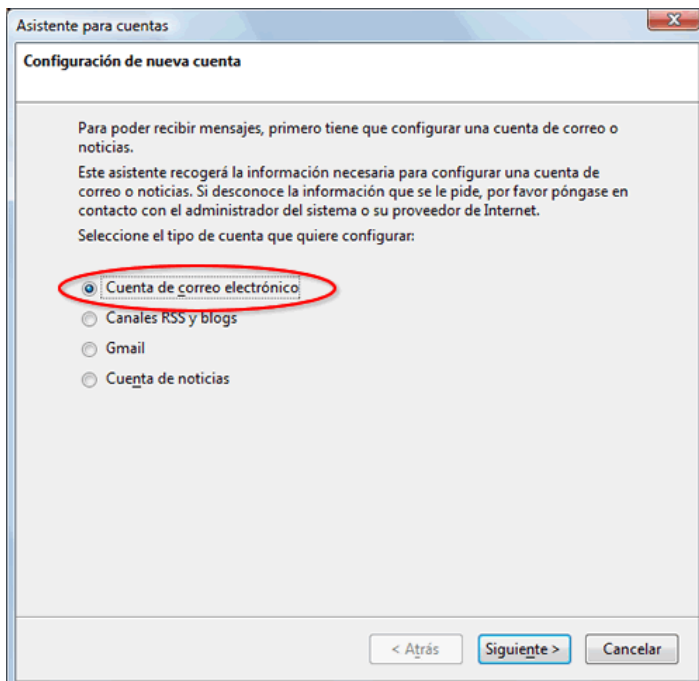 Asistente para cuentas
Configuración de nueva cuenta
Para poder recibir mensajes, primero tiene que configurar una cuenta de correo o
noticias.
Este asistente recogerá la información necesaria para configurar una cuenta de
correo o noticias. Si desconoce la información que se le pide, por favor póngase en
contacto con el administrador del sistema o su proveedor de Internet.
Seleccione el tipo de cuenta que quiere configurar:
Cuenta de correo electrónico
Canales RSS y blogs
Gmail
Cuenta de noticias
< Atrás Siguiente > Cancelar